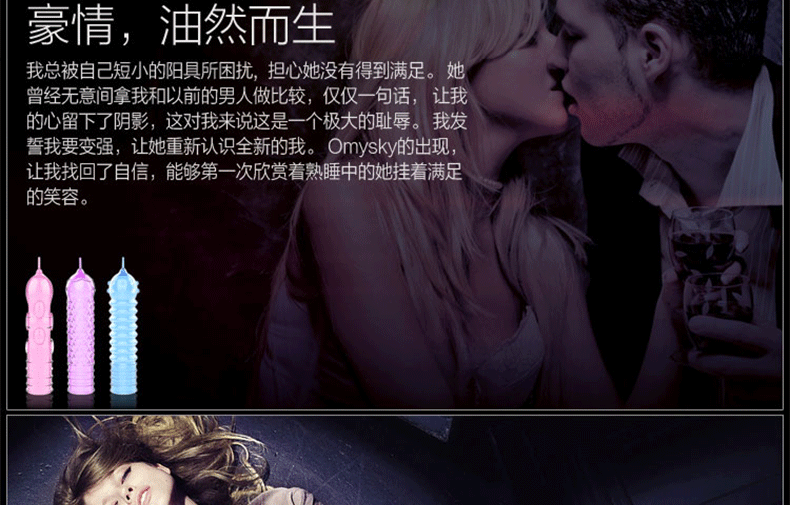 豪情，油然而生
我总被自己短小的阳具所困扰，担心她没有得到满足。她
曾经无意间拿我和以前的男人做比较，仅仅一句话，让我
的心留下了阴影，这对我来说这是一个极大的耻辱。我发
誓我要变强，让她重新认识全新的我。Omysky的出现，
让我找回了自信，能够第一次欣赏着熟睡中的她挂着满足
的笑容。